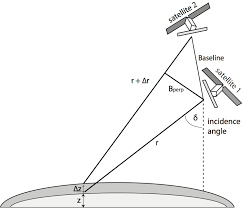 satellite 2
Baseline
satellite 1
r + Δr
Bperp
δ
incidence
angle
r
Δz
z